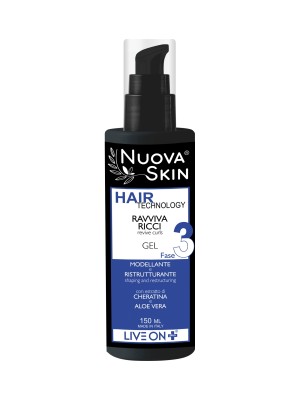 NUOVA®
SKIN
HAIR
TECHNOLOGY
RAVVIVA
RICCI
revive curls
GEL
Fase 3
MODELLANTE
RISTRUTTURANTE
shaping and restructuring
con estratto di
CHERATINA
ALOE VERA
150 ML
MADE IN ITALY
LIVE ON +